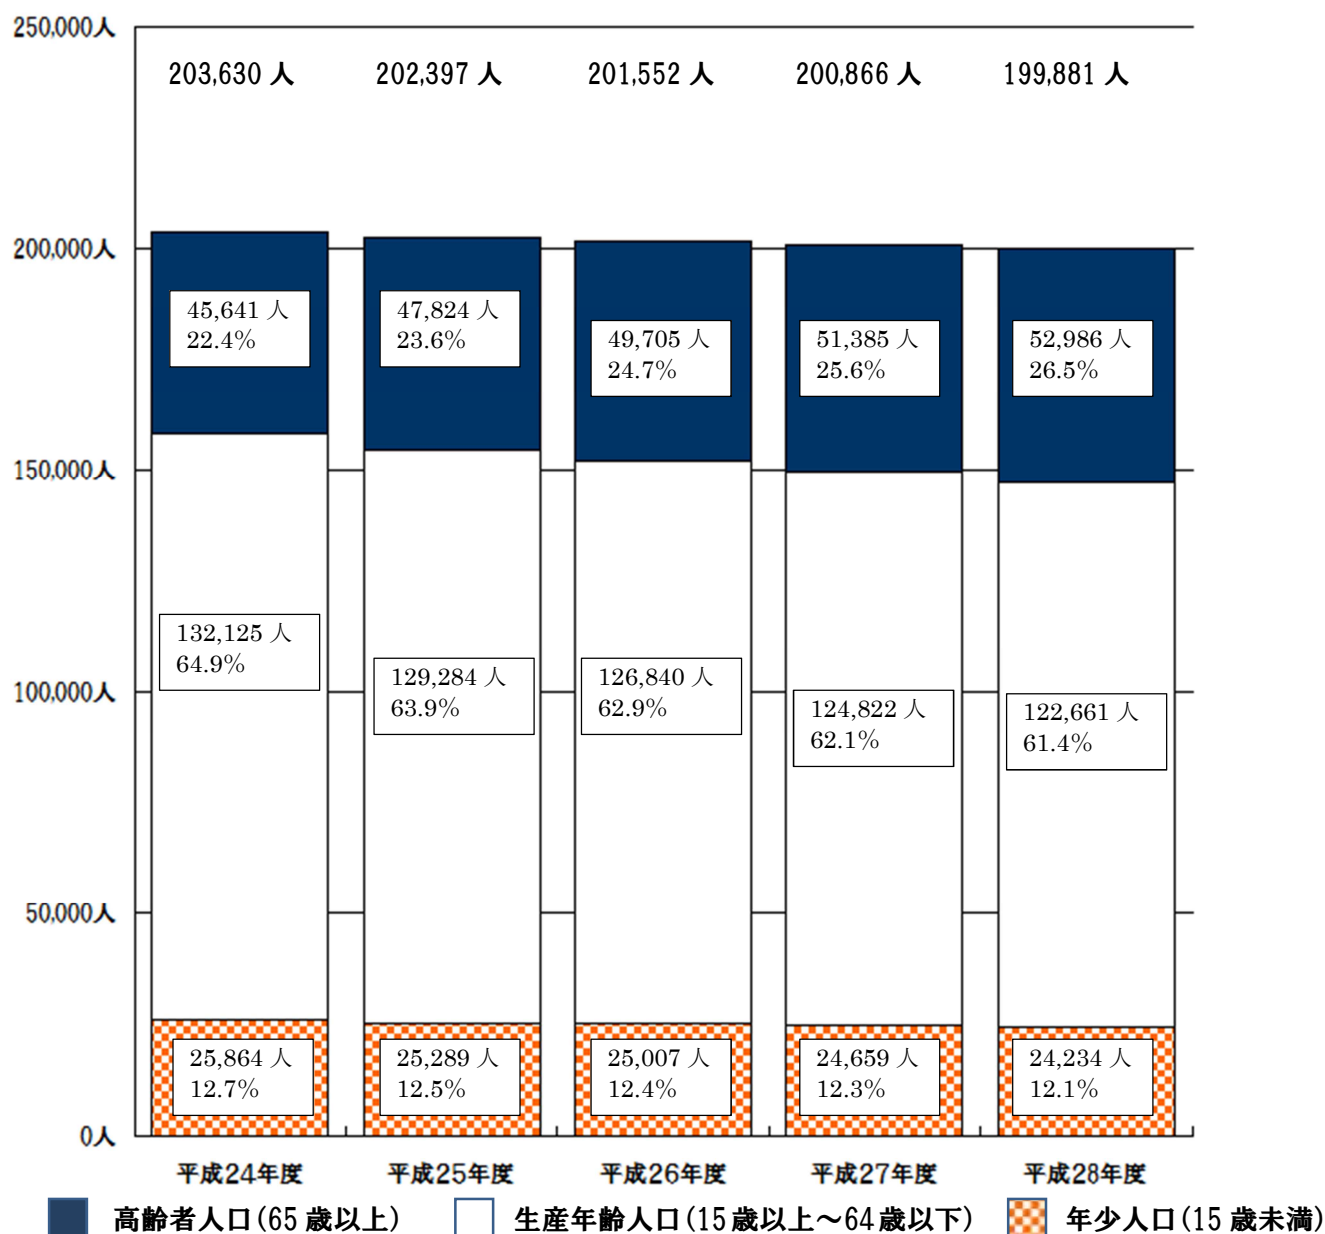 250,000人
203,630 人 202,397 人 201,552 人 200,866 人 199,881 人
200,000人
45,641 人
22.4%
47,824 人
23.6%
49,705 人
24.7%
51,385 人
25.6%
52,986 人
26.5%
150,000人
132,125 人
64.9%
129,284 人
63.9%
126,840 人
62.9%
124,822 人
62.1%
122,661 人
61.4%
100,000人
50,000人
25,864 人
12.7%
25,289 人
12.5%
25,007 人
12.4%
24,659 人
12.3%
24,234 人
12.1%
0人
平成24年度 平成25年度 平成26年度 平成27年度 平成28年度
高齢者人口(65 歳以上) 生産年齢人口(15歳以上～64歳以下) 年少人口(15 歳未満)